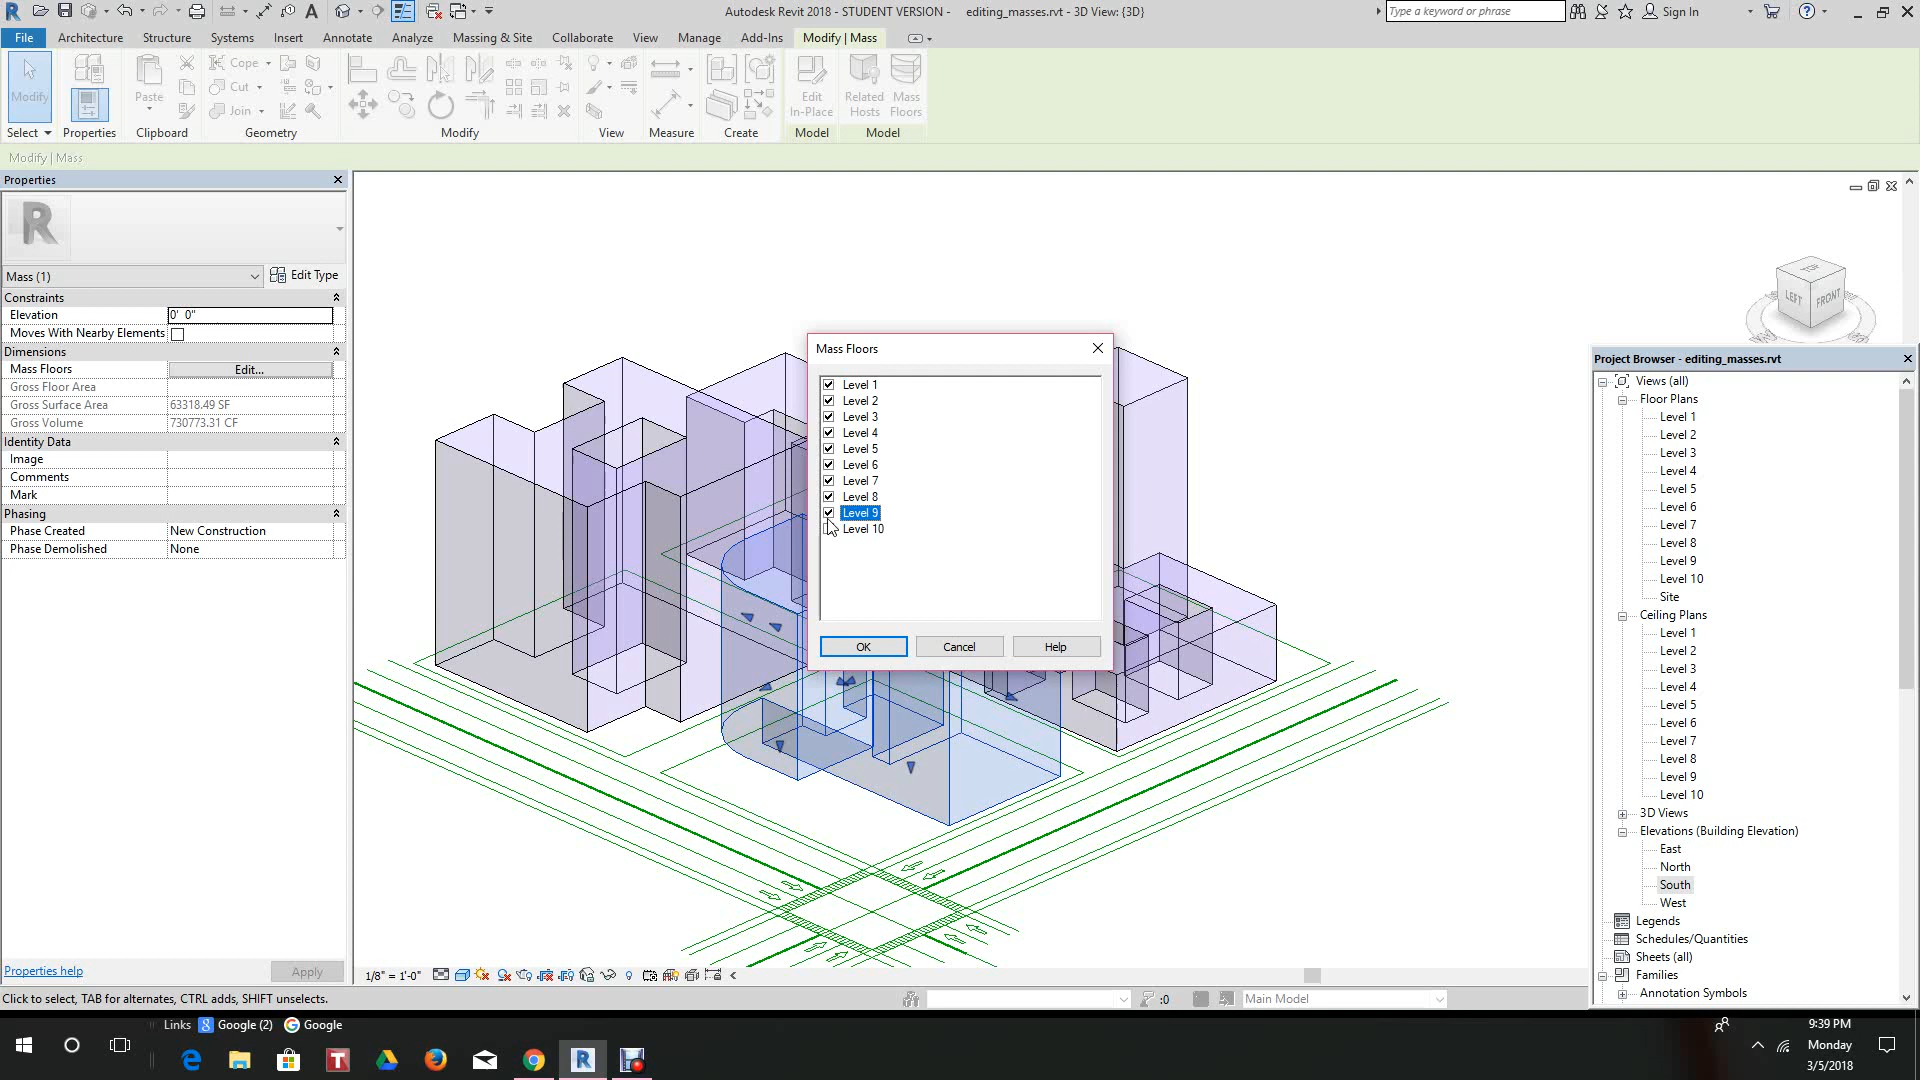 Autodesk Revit 2018 - STUDENT VERSION - editing_masses.rvt - 3D View: {3D}
Type a keyword or phrase
Sign In
File Architecture Structure Systems Insert Annotate Analyze Massing & Site Collaborate View Manage Add-Ins Modify | Mass
Modify
Paste
Cope
Cut
Join
Edit In-Place
Related Hosts
Mass Floors
Select Properties Clipboard Geometry Modify View Measure Create Model Model
Modify | Mass
Properties
Mass (1)
Edit Type
Constraints
Elevation 0' 0"
Moves With Nearby Elements
Dimensions
Mass Floors Edit...
Gross Floor Area
Gross Surface Area 63318.49 SF
Gross Volume 730773.31 CF
Identity Data
Image
Comments
Mark
Phasing
Phase Created New Construction
Phase Demolished None
Properties help
Apply
Mass Floors
Level 1
Level 2
Level 3
Level 4
Level 5
Level 6
Level 7
Level 8
Level 9
Level 10
OK Cancel Help
TOP
LEFT
FRONT
Project Browser - editing_masses.rvt
Views (all)
Floor Plans
Level 1
Level 2
Level 3
Level 4
Level 5
Level 6
Level 7
Level 8
Level 9
Level 10
Site
Ceiling Plans
Level 1
Level 2
Level 3
Level 4
Level 5
Level 6
Level 7
Level 8
Level 9
Level 10
3D Views
Elevations (Building Elevation)
East
North
South
West
Legends
Schedules/Quantities
Sheets (all)
Families
Annotation Symbols
1/8" = 1'-0"
Click to select, TAB for alternates, CTRL adds, SHIFT unselects.
:0
Main Model
Links Google (2) Google
9:39 PM
Monday
3/5/2018